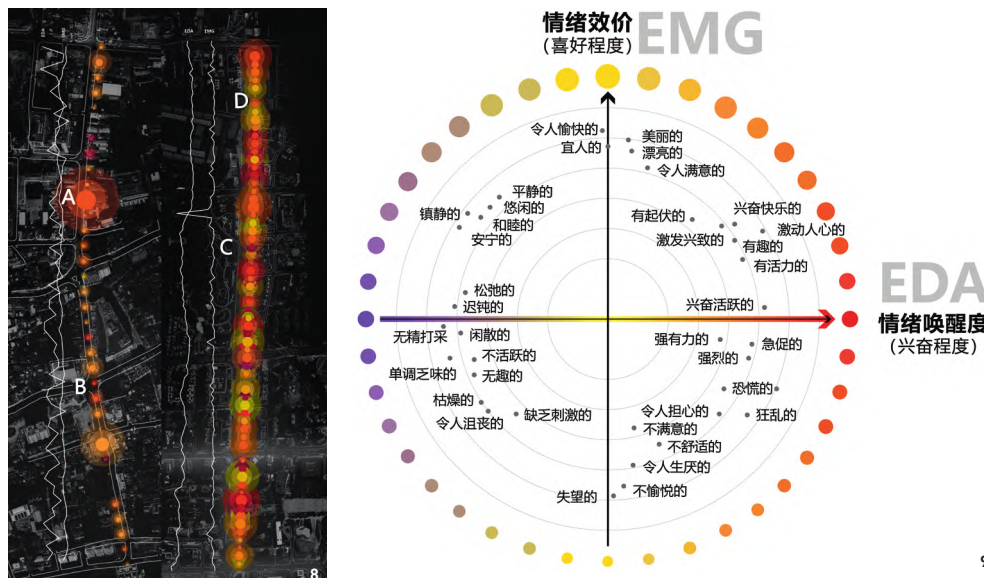 EDA
EMG
EDA
EMG
D
A
C
B
8
情绪效价
（喜好程度）
EMG
令人愉快的
宜人的
美丽的
漂亮的
令人满意的
平静的
悠闲的
镇静的
和睦的
安宁的
有起伏的
兴奋快乐的
激动人心的
激发兴致的
有趣的
有活力的
松弛的
迟钝的
兴奋活跃的
EDA
情绪唤醒度
（兴奋程度）
无精打采
闲散的
强有力的
急促的
不活跃的
强烈的
单调乏味的
无趣的
恐慌的
枯燥的
令人沮丧的
缺乏刺激的
令人担心的
狂乱的
不满意的
不舒适的
令人生厌的
失望的
不愉悦的
9